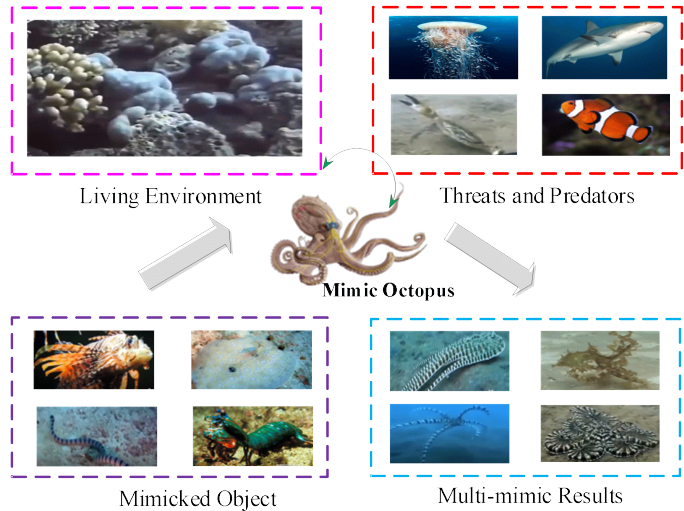 Living Environment
Threats and Predators
Mimic Octopus
Mimicked Object
Multi-mimic Results